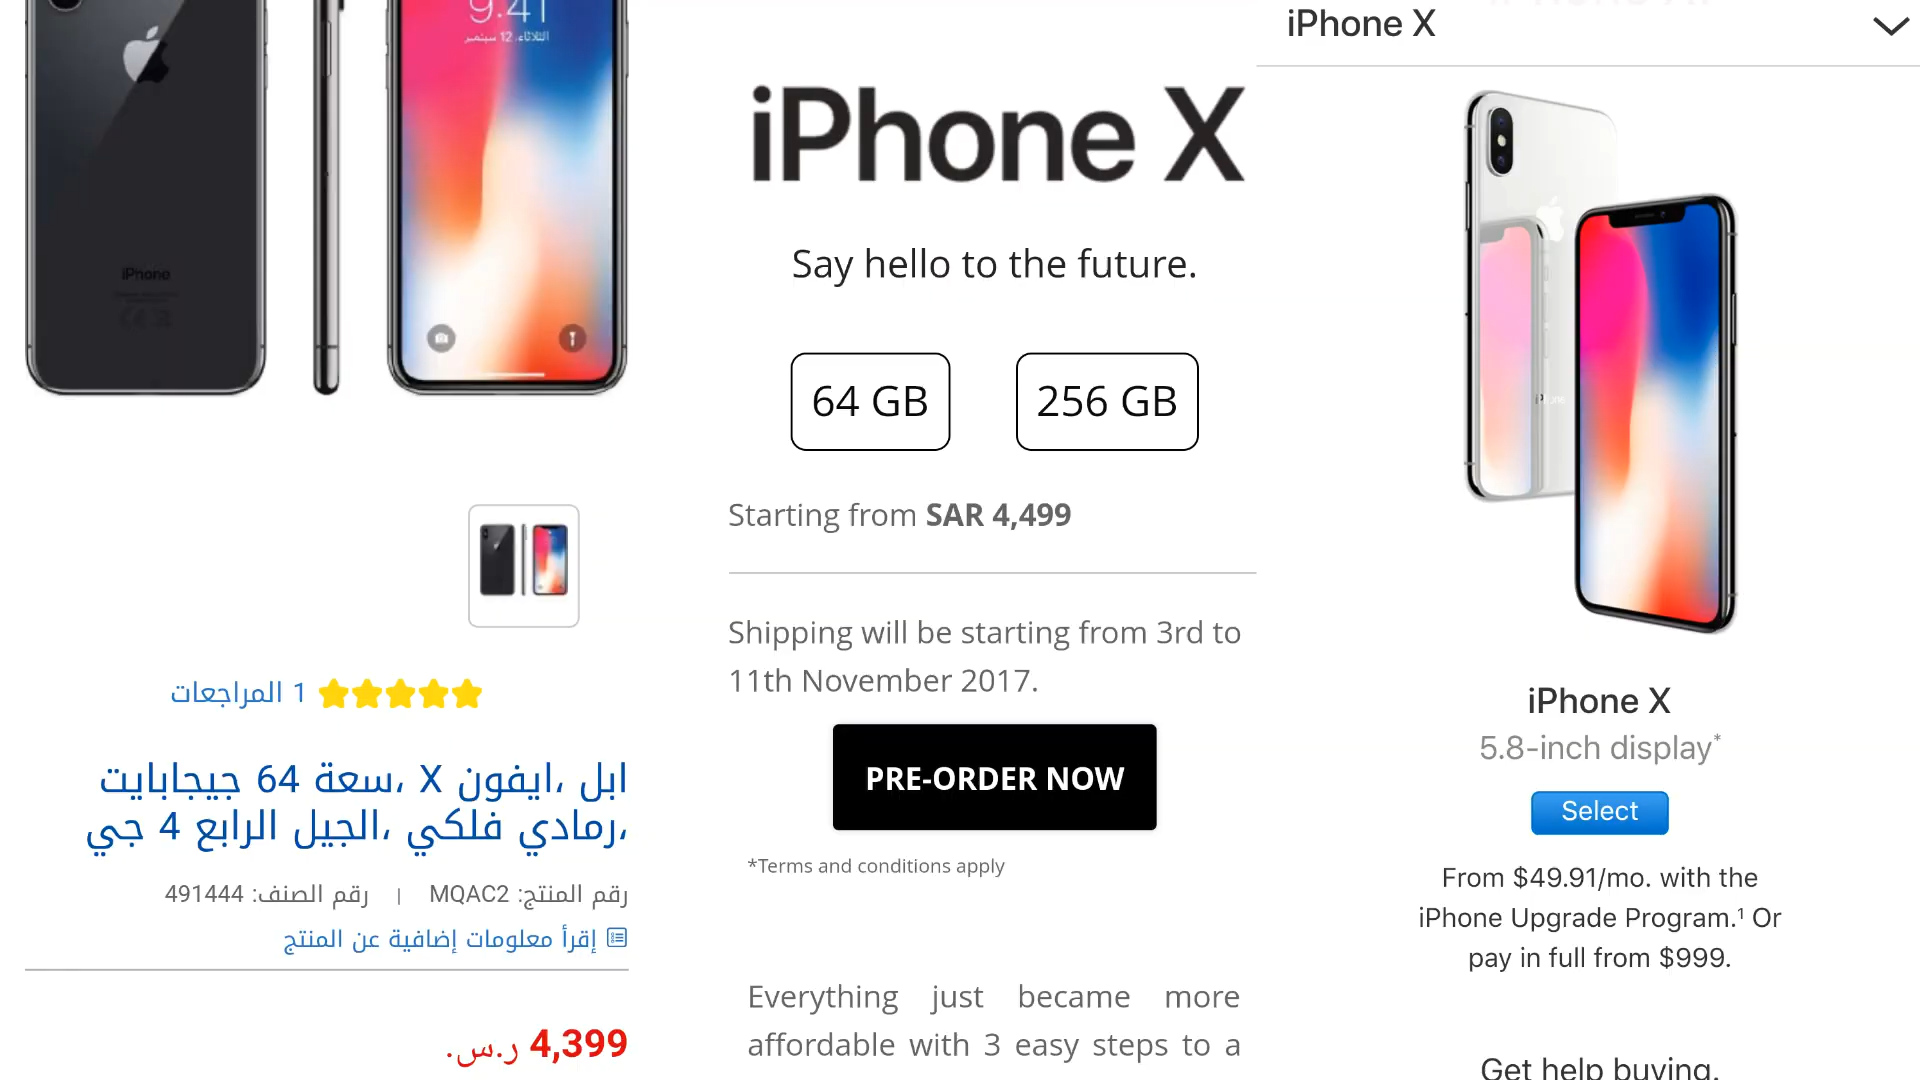 9:41
الثلاثاء، 12 سبتمبر
iPhone
1 المراجعات
ابل ،ايفون X ،سعة 64 جيجابايت
،رمادي فلكي ،الجيل الرابع 4 جي
رقم المنتج: MQAC2 | رقم الصنف: 491444
إقرأ معلومات إضافية عن المنتج
4,399 ر.س.
iPhone X
Say hello to the future.
64 GB
256 GB
Starting from SAR 4,499
Shipping will be starting from 3rd to
11th November 2017.
PRE-ORDER NOW
*Terms and conditions apply
Everything just became more
affordable with 3 easy steps to a
iPhone X
iPhone X
5.8-inch display*
Select
From $49.91/mo. with the
iPhone Upgrade Program.¹ Or
pay in full from $999.
Get help buying.